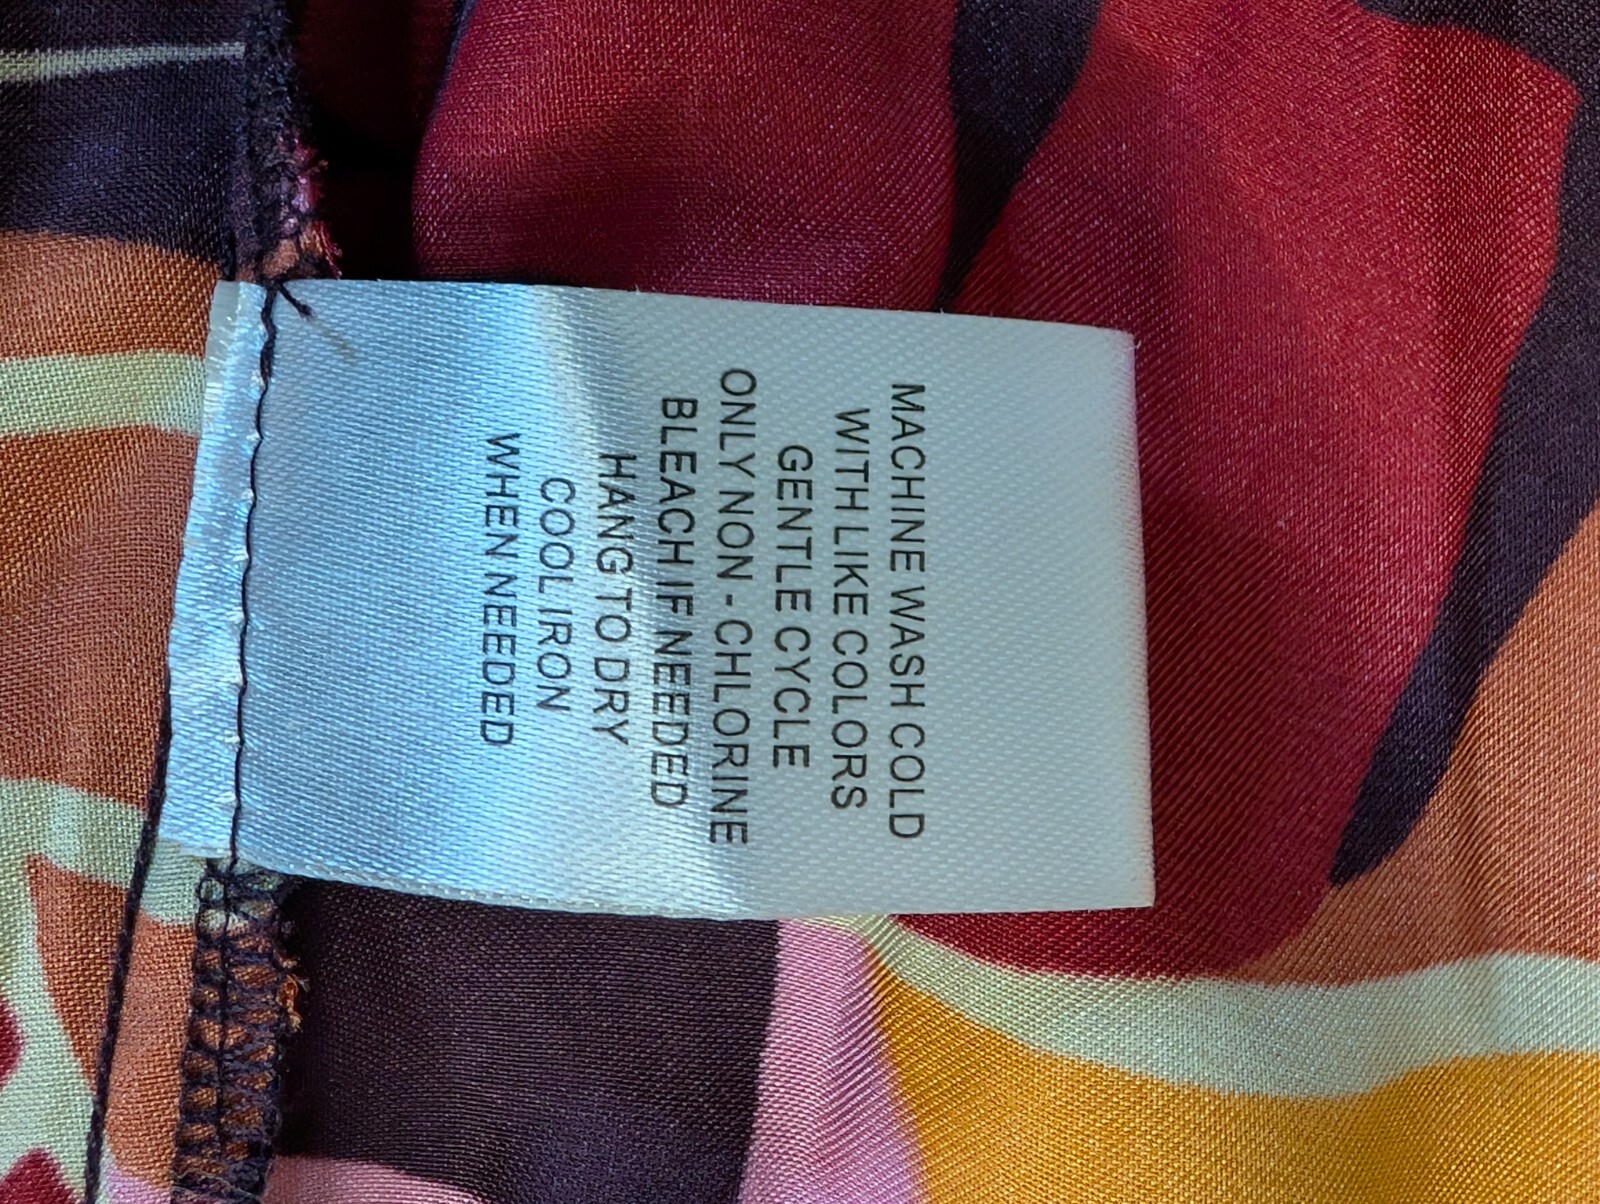 MACHINE WASH COLD
WITH LIKE COLORS
GENTLE CYCLE
ONLY NON - CHLORINE
BLEACH IF NEEDED
HANG TO DRY
COOL IRON
WHEN NEEDED